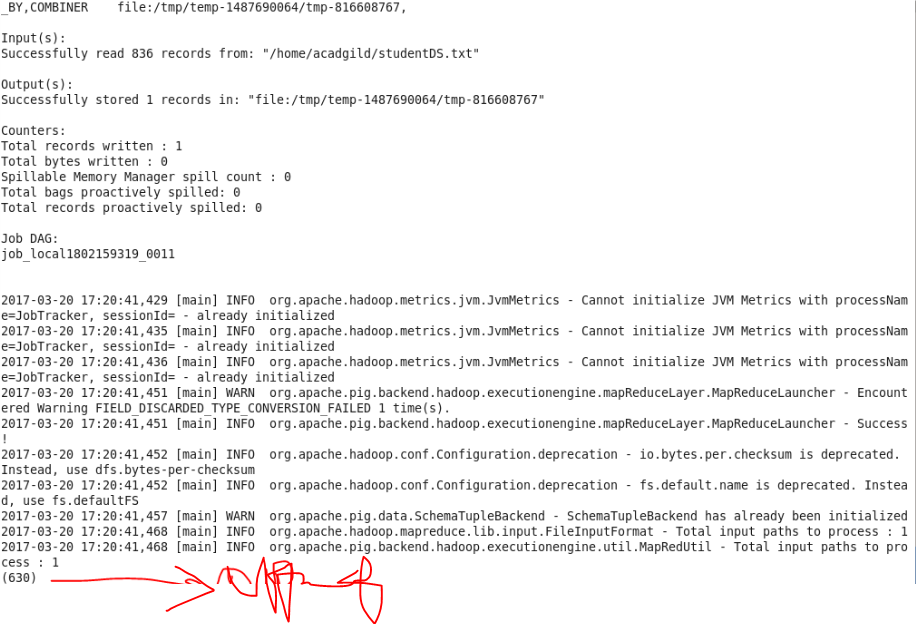 _BY,COMBINER    file:/tmp/temp-1487690064/tmp-816608767,
Input(s):
Successfully read 836 records from: "/home/acadgild/studentDS.txt"
Output(s):
Successfully stored 1 records in: "file:/tmp/temp-1487690064/tmp-816608767"
Counters:
Total records written : 1
Total bytes written : 0
Spillable Memory Manager spill count : 0
Total bags proactively spilled: 0
Total records proactively spilled: 0
Job DAG:
job_local1802159319_0011
2017-03-20 17:20:41,429 [main] INFO  org.apache.hadoop.metrics.jvm.JvmMetrics - Cannot initialize JVM Metrics with processNam
e=JobTracker, sessionId= - already initialized
2017-03-20 17:20:41,435 [main] INFO  org.apache.hadoop.metrics.jvm.JvmMetrics - Cannot initialize JVM Metrics with processNam
e=JobTracker, sessionId= - already initialized
2017-03-20 17:20:41,436 [main] INFO  org.apache.hadoop.metrics.jvm.JvmMetrics - Cannot initialize JVM Metrics with processNam
e=JobTracker, sessionId= - already initialized
2017-03-20 17:20:41,451 [main] WARN  org.apache.pig.backend.hadoop.executionengine.mapReduceLayer.MapReduceLauncher - Encount
ered Warning FIELD_DISCARDED_TYPE_CONVERSION_FAILED 1 time(s).
2017-03-20 17:20:41,451 [main] INFO  org.apache.pig.backend.hadoop.executionengine.mapReduceLayer.MapReduceLauncher - Success
!
2017-03-20 17:20:41,452 [main] INFO  org.apache.hadoop.conf.Configuration.deprecation - io.bytes.per.checksum is deprecated.
Instead, use dfs.bytes-per-checksum
2017-03-20 17:20:41,452 [main] INFO  org.apache.hadoop.conf.Configuration.deprecation - fs.default.name is deprecated. Instea
d, use fs.defaultFS
2017-03-20 17:20:41,457 [main] WARN  org.apache.pig.data.SchemaTupleBackend - SchemaTupleBackend has already been initialized
2017-03-20 17:20:41,468 [main] INFO  org.apache.hadoop.mapreduce.lib.input.FileInputFormat - Total input paths to process : 1
2017-03-20 17:20:41,468 [main] INFO  org.apache.pig.backend.hadoop.executionengine.util.MapRedUtil - Total input paths to pro
cess : 1
(630)